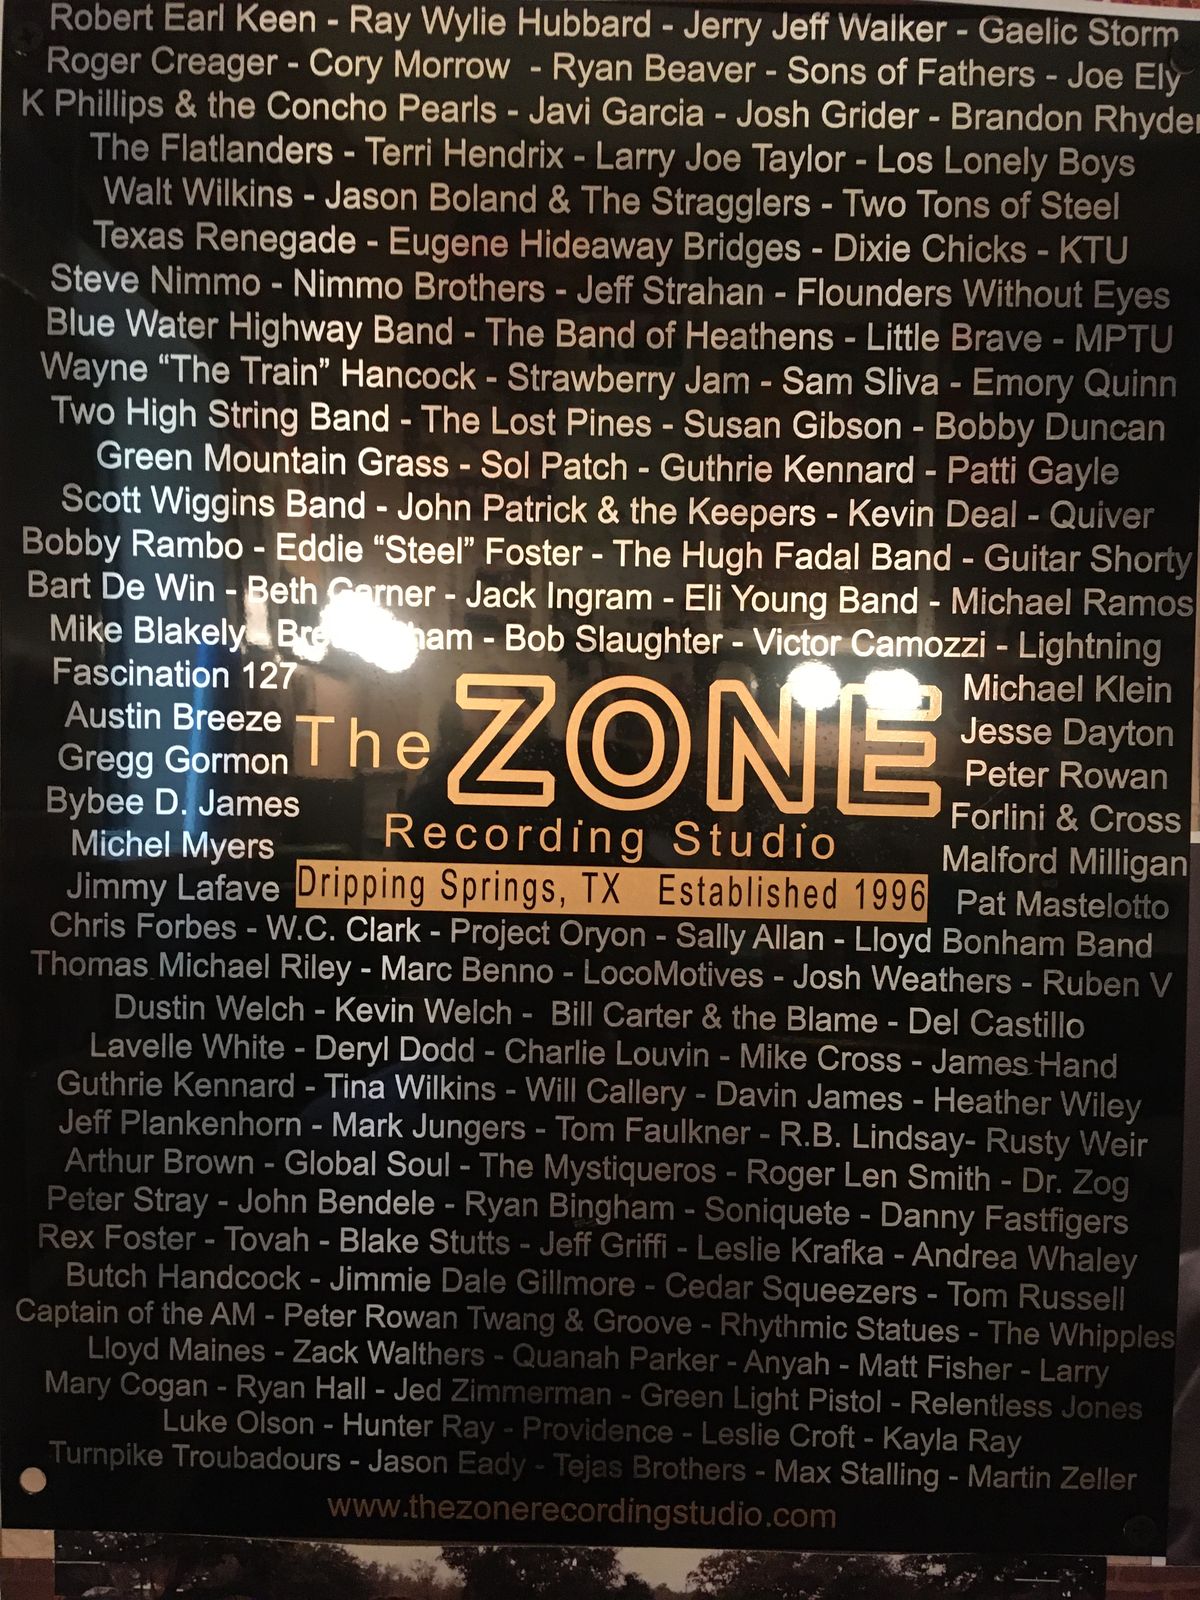 Robert Earl Keen - Ray Wylie Hubbard - Jerry Jeff Walker - Gaelic Storm
Roger Creager - Cory Morrow - Ryan Beaver - Sons of Fathers - Joe Ely
K Phillips & the Concho Pearls - Javi Garcia - Josh Grider - Brandon Rhyder
The Flatlanders - Terri Hendrix - Larry Joe Taylor - Los Lonely Boys
Walt Wilkins - Jason Boland & The Stragglers - Two Tons of Steel
Texas Renegade - Eugene Hideaway Bridges - Dixie Chicks - KTU
Steve Nimmo - Nimmo Brothers - Jeff Strahan - Flounders Without Eyes
Blue Water Highway Band - The Band of Heathens - Little Brave - MPTU
Wayne “The Train” Hancock - Strawberry Jam - Sam Sliva - Emory Quinn
Two High String Band - The Lost Pines - Susan Gibson - Bobby Duncan
Green Mountain Grass - Sol Patch - Guthrie Kennard - Patti Gayle
Scott Wiggins Band - John Patrick & the Keepers - Kevin Deal - Quiver
Bobby Rambo - Eddie “Steel” Foster - The Hugh Fadal Band - Guitar Shorty
Bart De Win - Beth Garner - Jack Ingram - Eli Young Band - Michael Ramos
Mike Blakely - - Bob Slaughter - Victor Camozzi - Lightning
Fascination 127
Austin Breeze
Gregg Gormon
Bybee D. James
Michel Myers
Jimmy Lafave
The ZONE
Recording Studio
Dripping Springs, TX Established 1996
Michael Klein
Jesse Dayton
Peter Rowan
Forlini & Cross
Malford Milligan
Pat Mastelotto
Chris Forbes - W.C. Clark - Project Oryon - Sally Allan - Lloyd Bonham Band
Thomas Michael Riley - Marc Benno - LocoMotives - Josh Weathers - Ruben V
Dustin Welch - Kevin Welch - Bill Carter & the Blame - Del Castillo
Lavelle White - Deryl Dodd - Charlie Louvin - Mike Cross - James Hand
Guthrie Kennard - Tina Wilkins - Will Callery - Davin James - Heather Wiley
Jeff Plankenhorn - Mark Jungers - Tom Faulkner - R.B. Lindsay- Rusty Weir
Arthur Brown - Global Soul - The Mystiqueros - Roger Len Smith - Dr. Zog
Peter Stray - John Bendele - Ryan Bingham - Soniquete - Danny Fastfigers
Rex Foster - Tovah - Blake Stutts - Jeff Griffi - Leslie Krafka - Andrea Whaley
Butch Handcock - Jimmie Dale Gillmore - Cedar Squeezers - Tom Russell
Captain of the AM - Peter Rowan Twang & Groove - Rhythmic Statues - The Whipples
Lloyd Maines - Zack Walthers - Quanah Parker - Anyah - Matt Fisher - Larry
Mary Cogan - Ryan Hall - Jed Zimmerman - Green Light Pistol - Relentless Jones
Luke Olson - Hunter Ray - Providence - Leslie Croft - Kayla Ray
Turnpike Troubadours - Jason Eady - Tejas Brothers - Max Stalling - Martin Zeller
www.thezonerecordingstudio.com